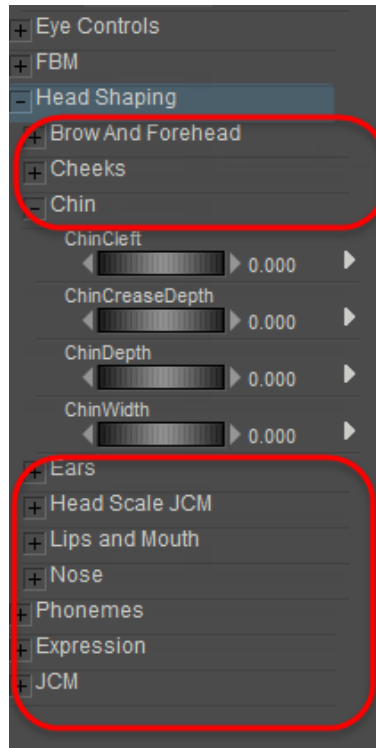 Eye Controls
FBM
Head Shaping
Brow And Forehead
Cheeks
Chin
ChinCleft
0.000
ChinCreaseDepth
0.000
ChinDepth
0.000
ChinWidth
0.000
Ears
Head Scale JCM
Lips and Mouth
Nose
Phonemes
Expression
JCM